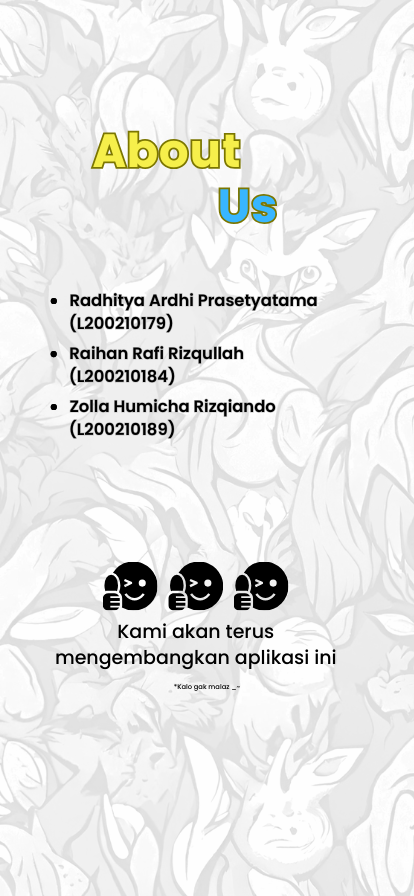 About
Us
• Radhitya Ardhi Prasetyatama
(L200210179)
• Raihan Rafi Rizqullah
(L200210184)
• Zolla Humicha Rizqiando
(L200210189)
Kami akan terus
mengembangkan aplikasi ini
*Kalo gak malaz _-